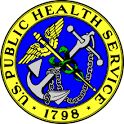 U.S. PUBLIC HEALTH SERVICE
• 1798 •